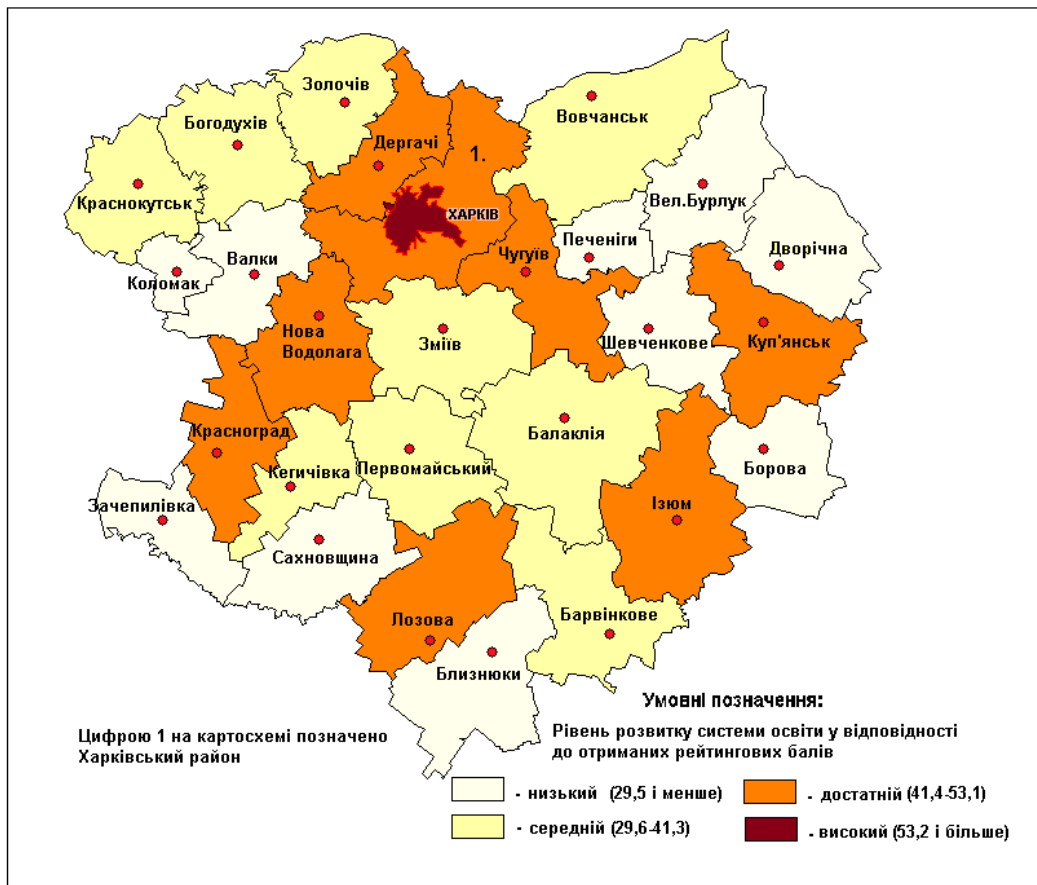 Золочів
Богодухів
Дергачі
1.
Вовчанськ
Краснокутськ
Вел.Бурлук
ХАРКІВ
Печеніги
Дворічна
Чугуїв
Валки
Коломак
Нова
Водолага
Зміїв
Шевченкове
Куп'янськ
Красноград
Балаклія
Кегичівка
Первомайський
Борова
Зачепилівка
Ізюм
Сахновщина
Лозова
Барвінкове
Близнюки
Умовні позначення:
Цифрою 1 на картосхемі позначено
Харківський район
Рівень розвитку системи освіти у відповідності
до отриманих рейтингових балів
- низький (29,5 і менше)
- достатній (41,4-53,1)
- середній (29,6-41,3)
- високий (53,2 і більше)